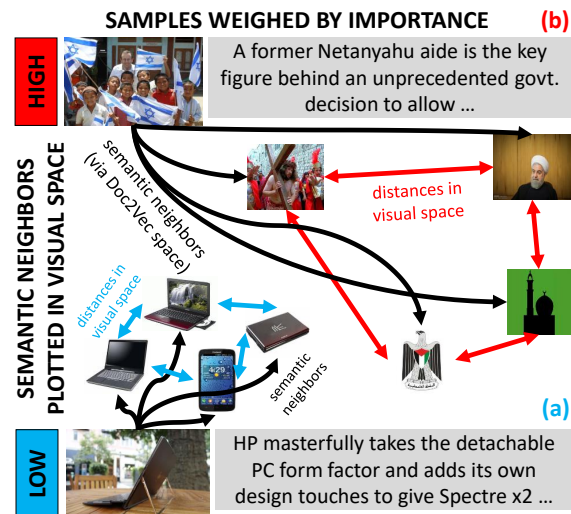 SAMPLES WEIGHED BY IMPORTANCE
(b)
HIGH
A former Netanyahu aide is the key
figure behind an unprecedented govt.
decision to allow …
SEMANTIC NEIGHBORS
PLOTTED IN VISUAL SPACE
semantic neighbors
(via Doc2Vec space)
distances in
visual space
distances in
visual space
4:29
semantic
neighbors
(a)
LOW
HP masterfully takes the detachable
PC form factor and adds its own
design touches to give Spectre x2 …